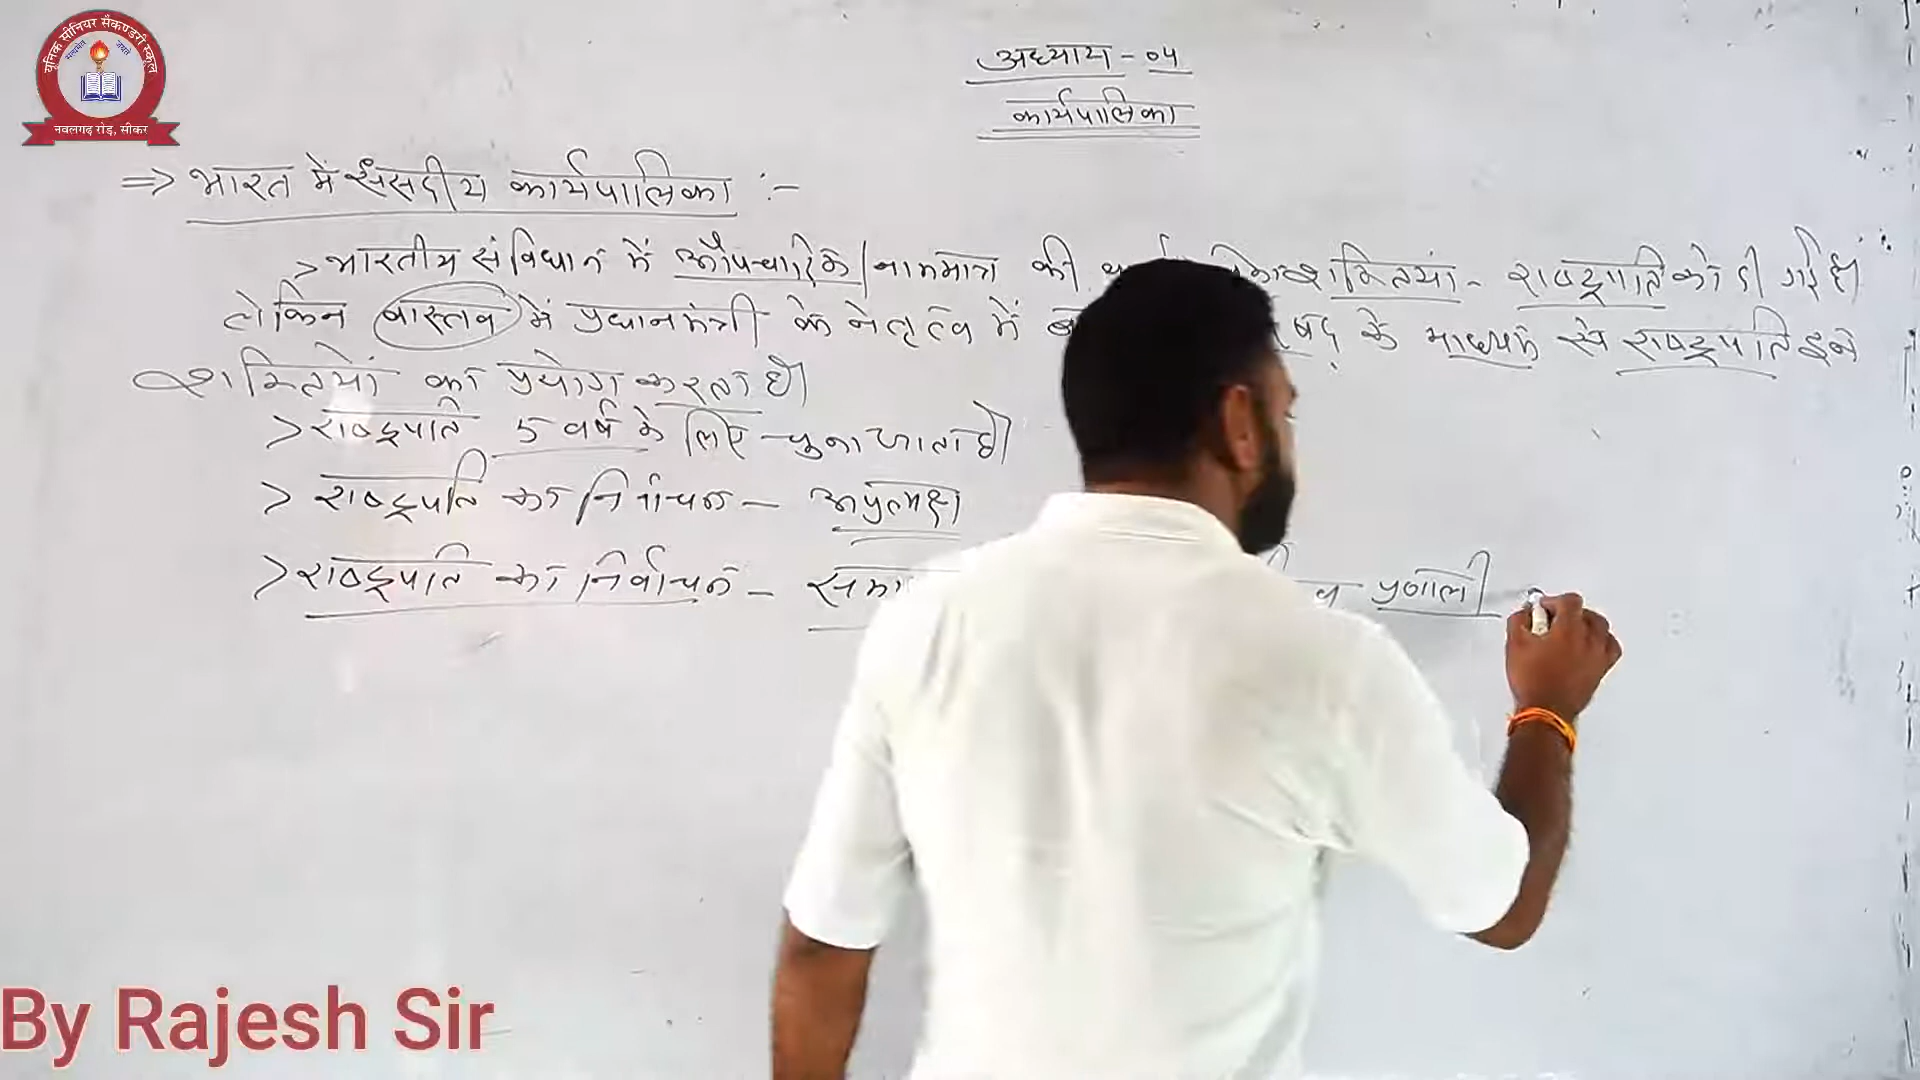 यूनिक सीनियर सैकण्डरी स्कूल
नवलगढ़ रोड़, सीकर
अध्याय - 04
कार्यपालिका
=> भारत में संसदीय कार्यपालिका :-
> भारतीय संविधान में औपचारिक/नाममात्र की शक्तियां - राष्ट्रपति को दी गई है।
लेकिन वास्तव में प्रधानमंत्री के नेतृत्व में के माध्यम से राष्ट्रपति इन
शक्तियों का प्रयोग करता है।
> राष्ट्रपति 5 वर्ष के लिए चुना जाता है।
> राष्ट्रपति का निर्वाचन - अप्रत्यक्ष
> राष्ट्रपति का निर्वाचन - प्रणाली
By Rajesh Sir